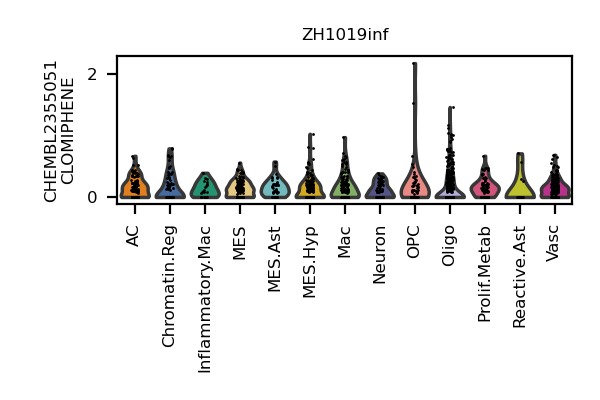 ZH1019inf
CHEMBL2355051
CLOMIPHENE
2
0
AC
Chromatin.Reg
Inflammatory.Mac
MES
MES.Ast
MES.Hyp
Mac
Neuron
OPC
Oligo
Prolif.Metab
Reactive.Ast
Vasc